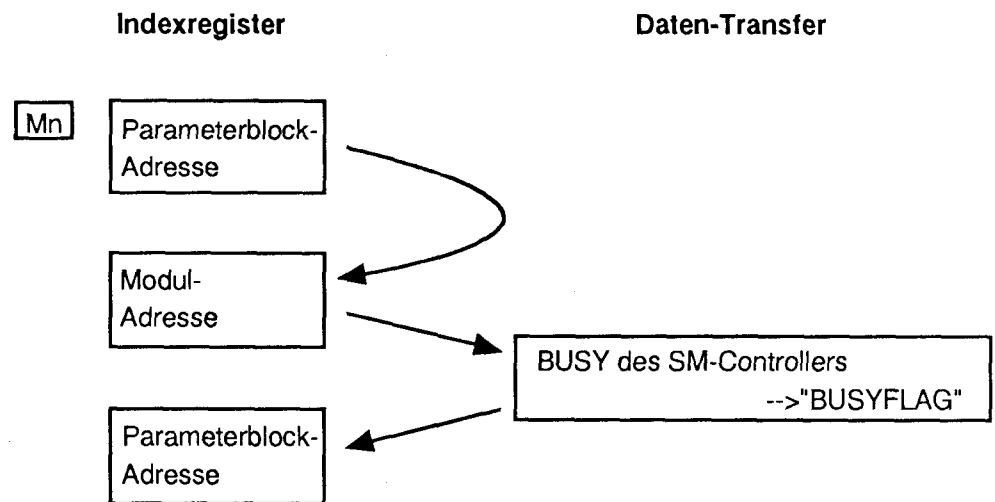 Indexregister
Daten-Transfer
Mn
Parameterblock-
Adresse
Modul-
Adresse
BUSY des SM-Controllers
-->"BUSYFLAG"
Parameterblock-
Adresse